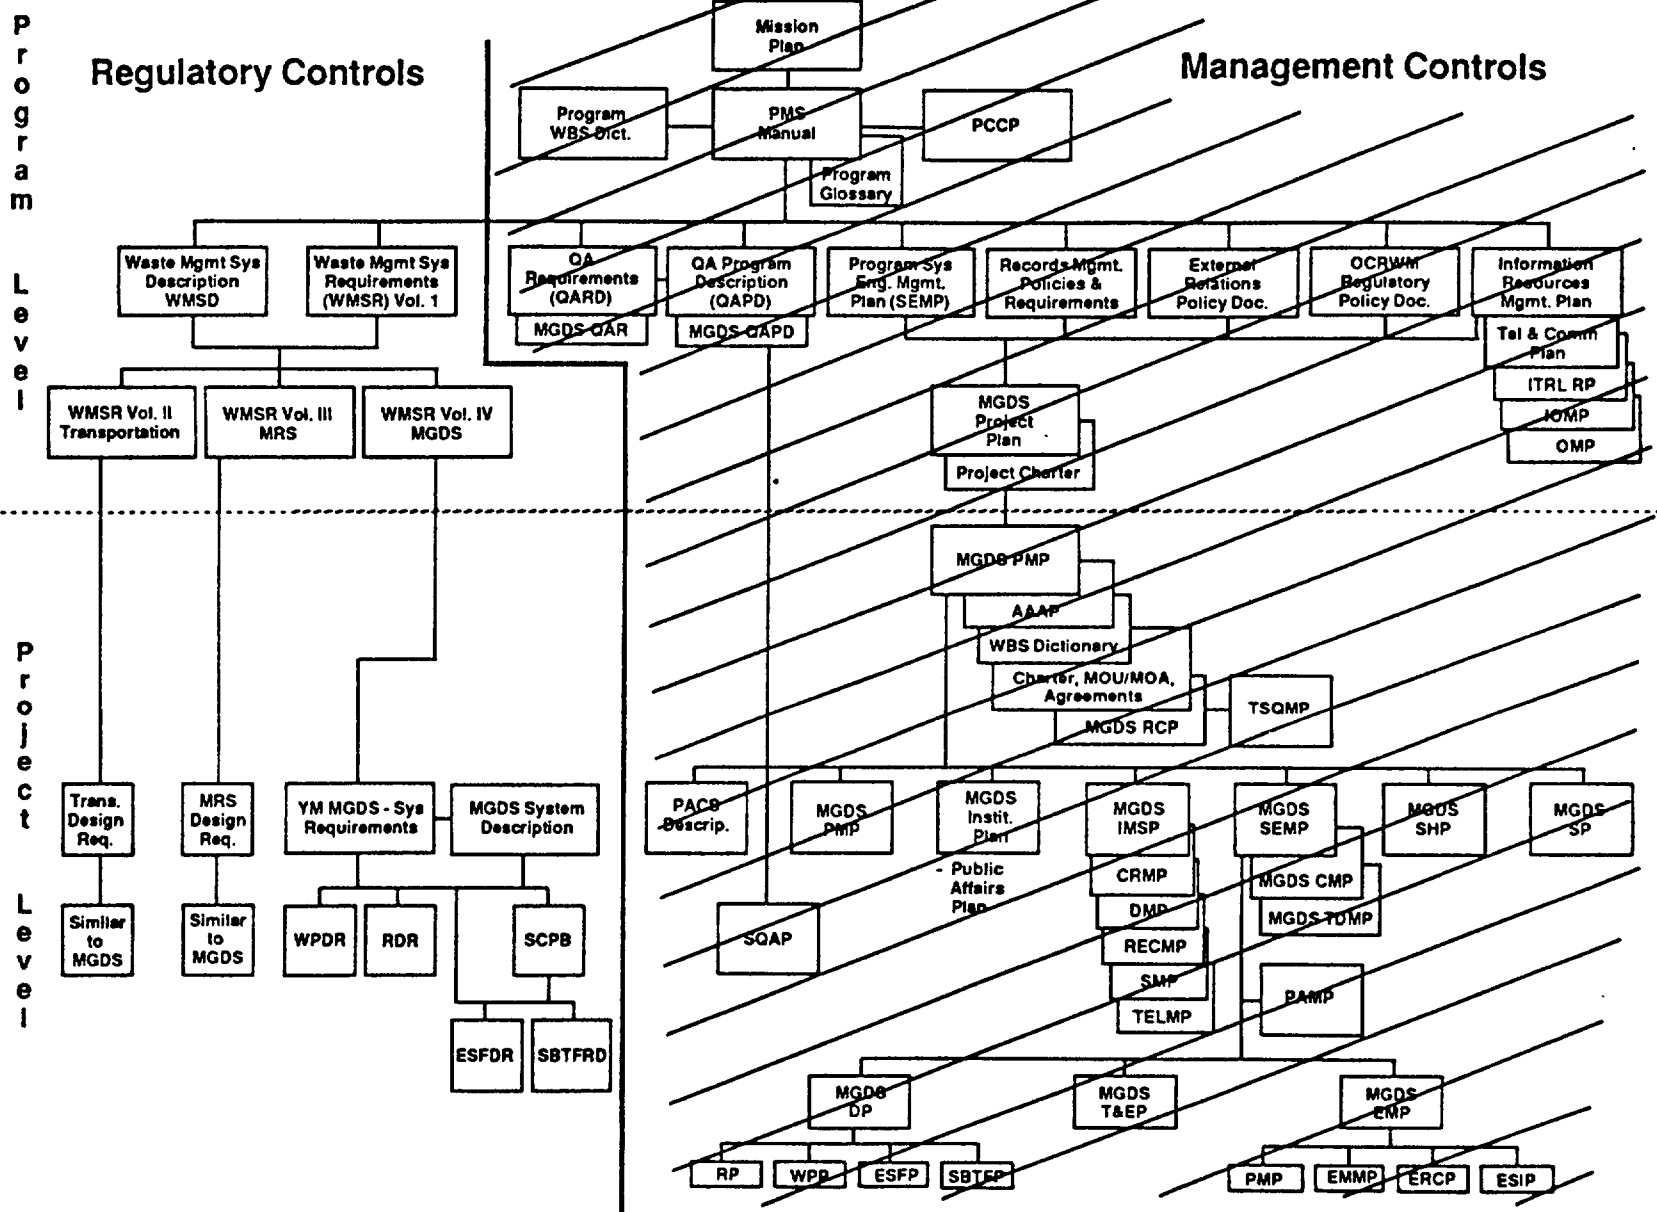 Program Level
Project Level
Regulatory Controls
Management Controls
Mission
Plan
Program
WBS Dict.
PMS
Manual
PCCP
Program
Glossary
Waste Mgmt Sys
Description
WMSD
Waste Mgmt Sys
Requirements
(WMSR) Vol. 1
QA
Requirements
(QARD)
MGDS QAR
QA Program
Description
(QAPD)
MGDS QAPD
Program Sys
Eng. Mgmt.
Plan (SEMP)
Records Mgmt.
Policies &
Requirements
External
Relations
Policy Doc.
OCRWM
Regulatory
Policy Doc.
Information
Resources
Mgmt. Plan
Tel & Comm
Plan
ITRL RP
IOMP
OMP
WMSR Vol. II
Transportation
WMSR Vol. III
MRS
WMSR Vol. IV
MGDS
MGDS
Project
Plan
Project Charter
MGDS PMP
AAAP
WBS Dictionary
Charter, MOU/MOA,
Agreements
MGDS RCP
TSQMP
Trans.
Design
Req.
MRS
Design
Req.
YM MGDS - Sys
Requirements
MGDS System
Description
PACS
Descrip.
MGDS
PMP
MGDS
Instit.
Plan
- Public
Affairs
Plan
MGDS
IMSP
CRMP
DMP
RECMP
SMP
TELMP
MGDS
SEMP
MGDS CMP
MGDS TDMP
MGDS
SHP
MGDS
SP
Similar
to
MGDS
Similar
to
MGDS
WPDR
RDR
SCPB
SQAP
PAMP
ESFDR
SBTFRD
MGDS
DP
MGDS
T&EP
MGDS
EMP
RP
WPP
ESFP
SBTFP
PMP
EMMP
ERCP
ESIP